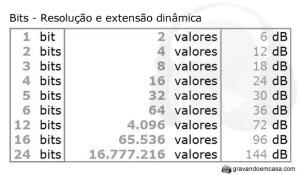 Bits - Resolução e extensão dinâmica
1 bit 2 valores 6 dB
2 bits 4 valores 12 dB
3 bits 8 valores 18 dB
4 bits 16 valores 24 dB
5 bits 32 valores 30 dB
6 bits 64 valores 36 dB
12 bits 4.096 valores 72 dB
16 bits 65.536 valores 96 dB
24 bits 16.777.216 valores 144 dB
gravandoemcasa.com